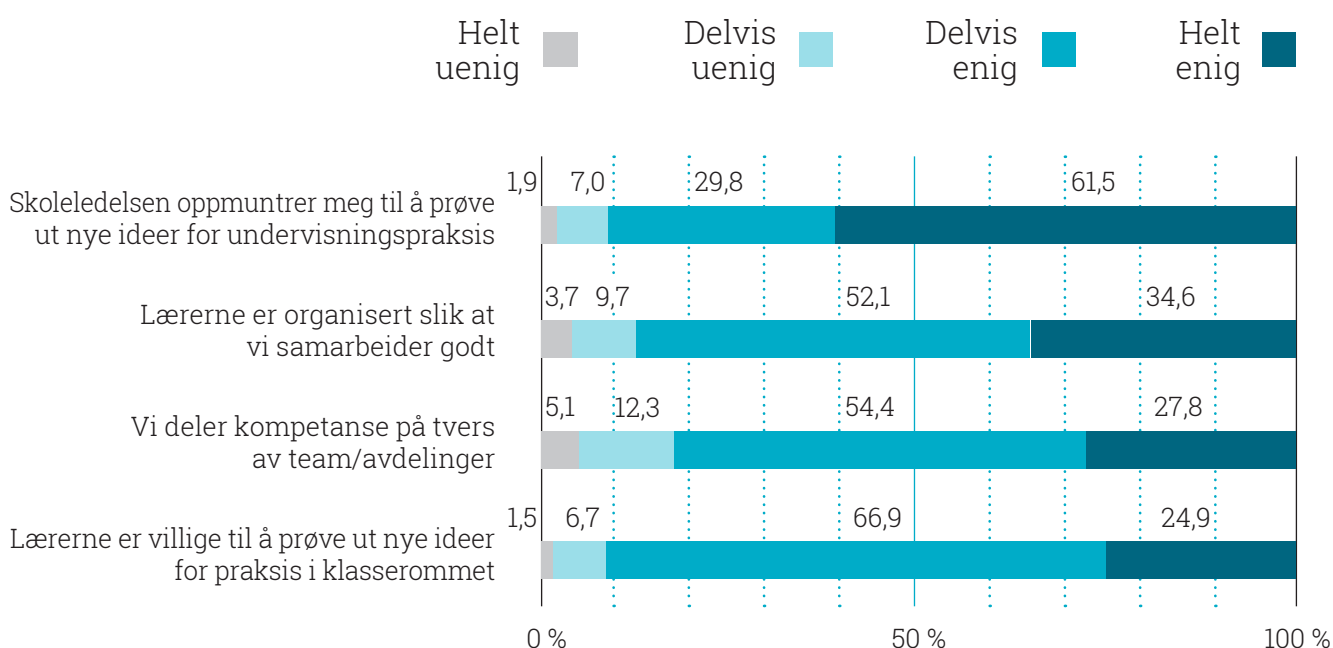 Helt uenig
Delvis uenig
Delvis enig
Helt enig
1,9 7,0 29,8 61,5
Skoleledelsen oppmuntrer meg til å prøve
ut nye ideer for undervisningspraksis
3,7 9,7 52,1 34,6
Lærerne er organisert slik at
vi samarbeider godt
5,1 12,3 54,4 27,8
Vi deler kompetanse på tvers
av team/avdelinger
1,5 6,7 66,9 24,9
Lærerne er villige til å prøve ut nye ideer
for praksis i klasserommet
0 % 50 % 100 %